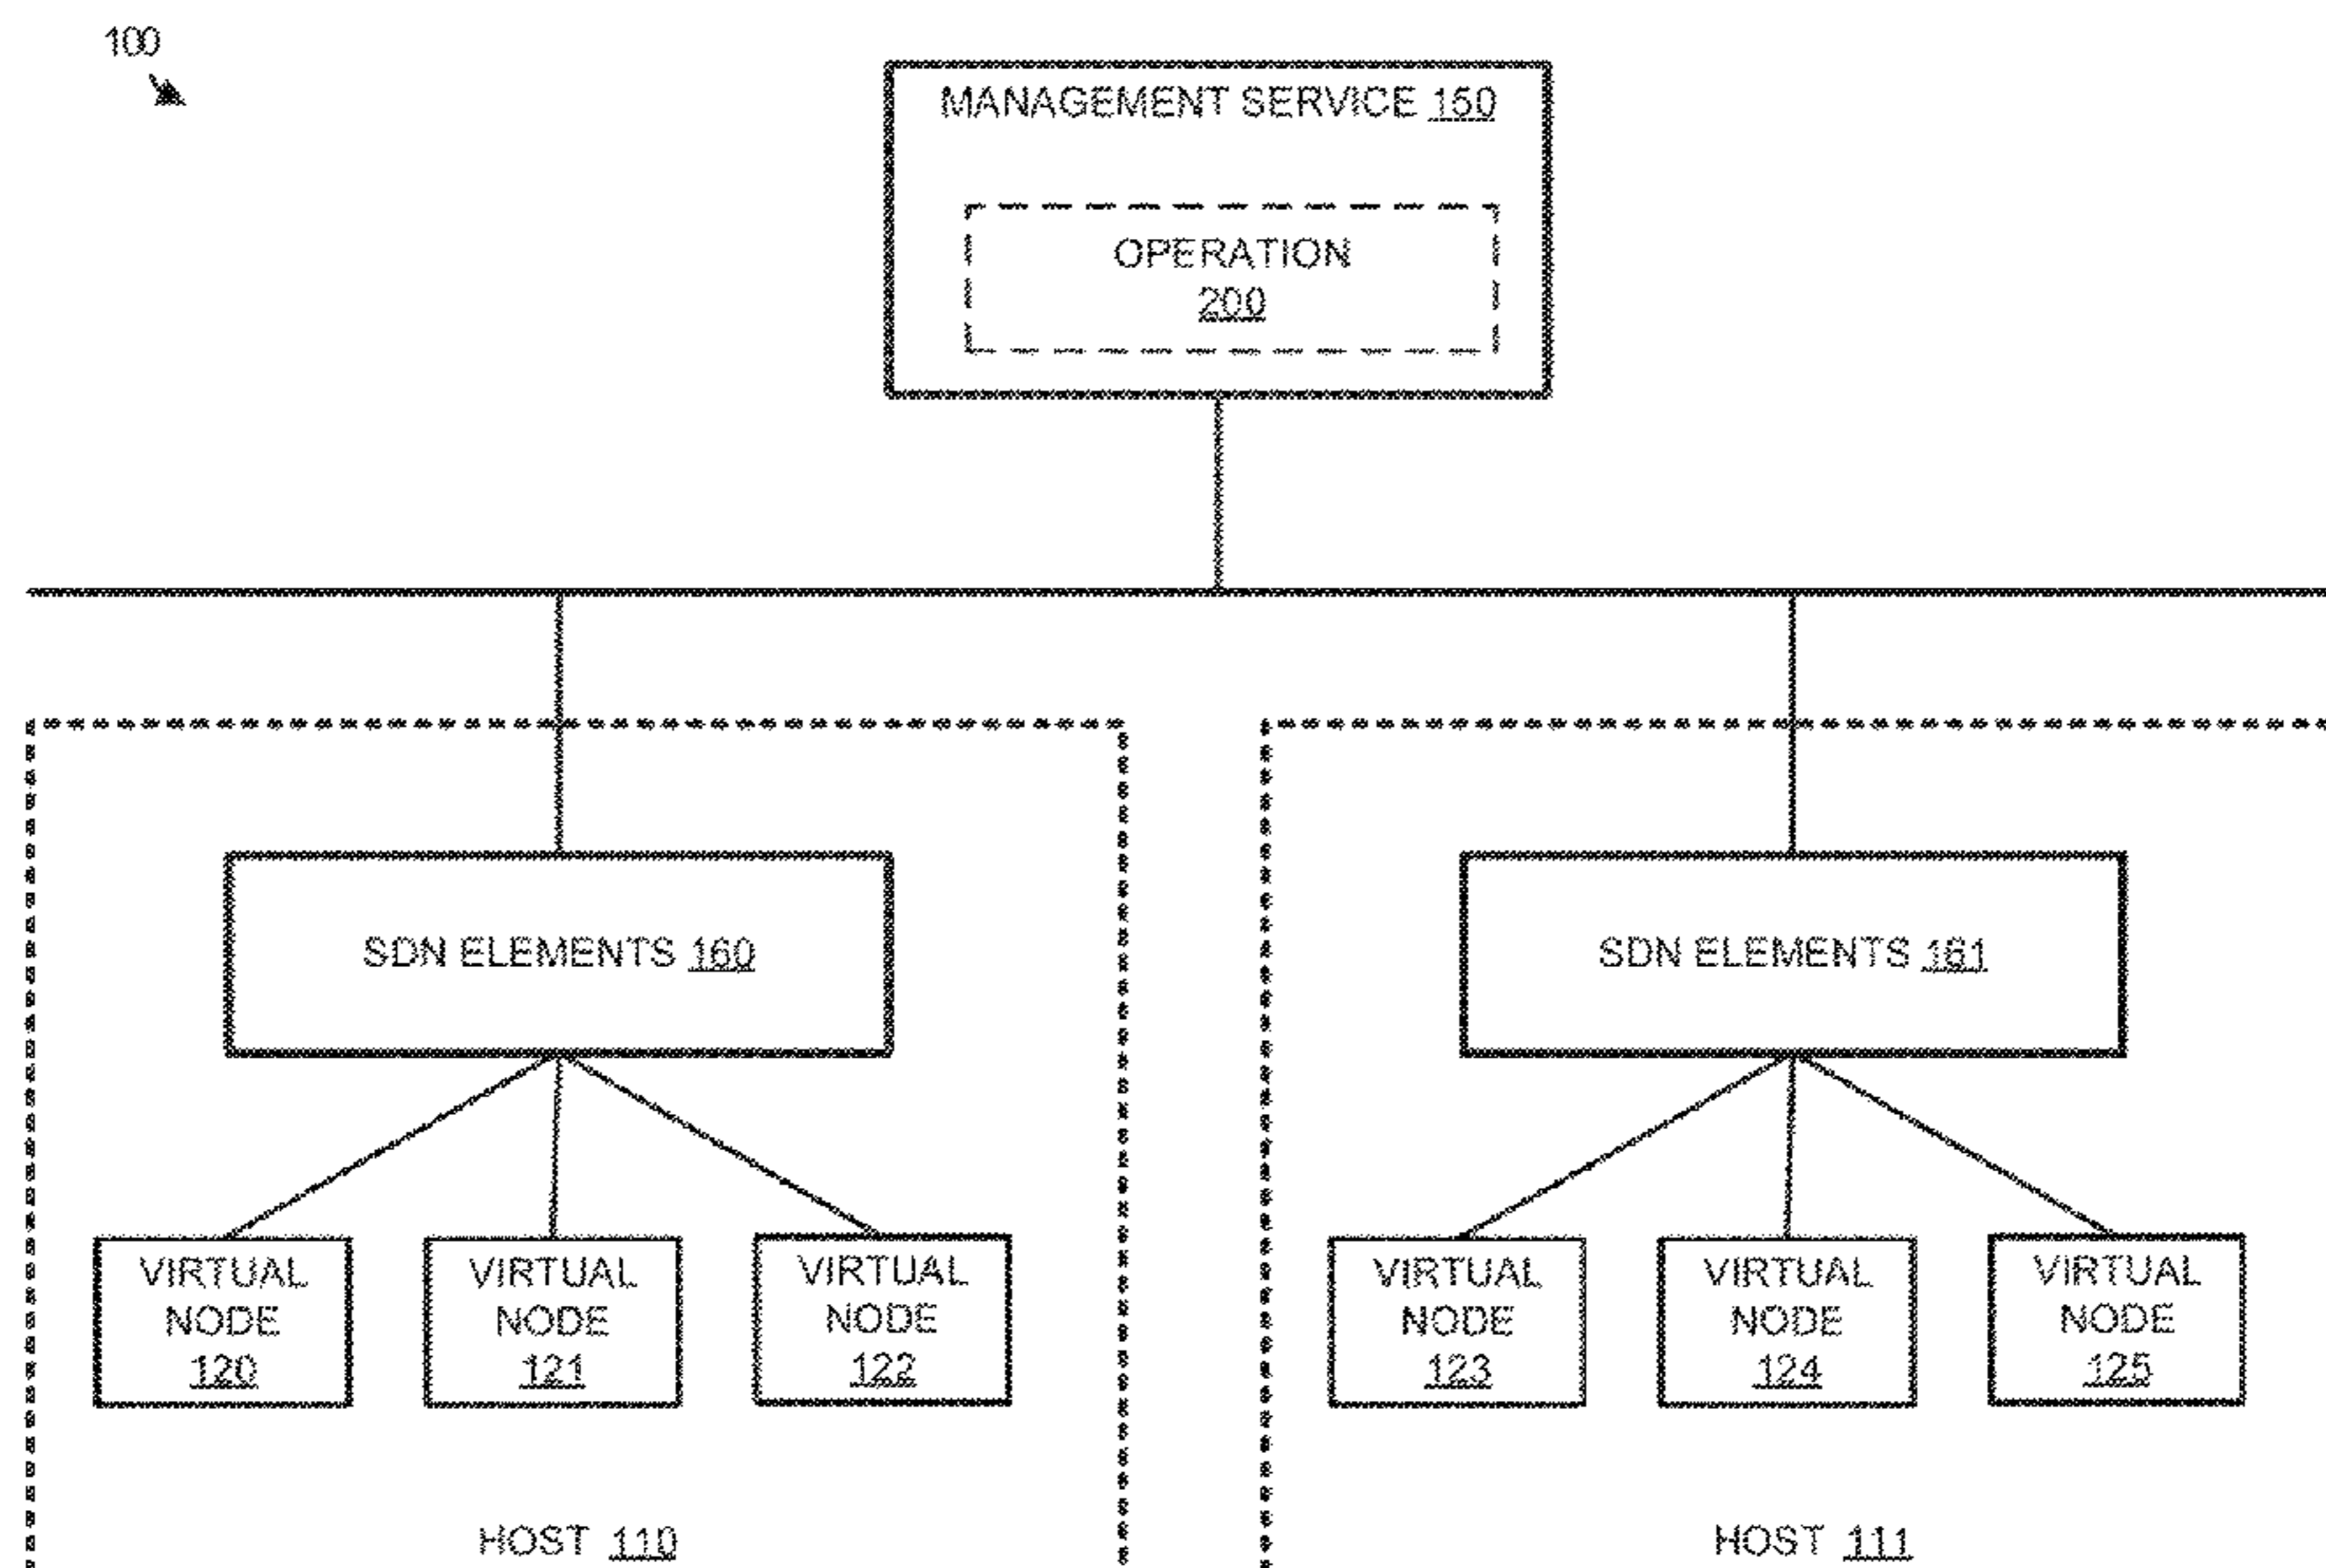 100
MANAGEMENT SERVICE 150
OPERATION
200
SDN ELEMENTS 160
SDN ELEMENTS 161
VIRTUAL
NODE
120
VIRTUAL
NODE
121
VIRTUAL
NODE
122
VIRTUAL
NODE
123
VIRTUAL
NODE
124
VIRTUAL
NODE
125
HOST 110
HOST 111